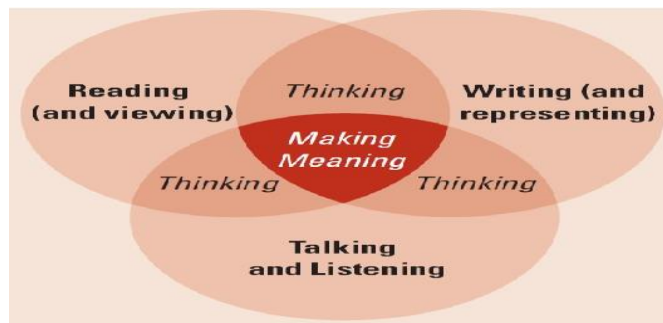 Reading
(and viewing)
Thinking
Writing (and
representing)
Making
Meaning
Thinking
Thinking
Talking
and Listening